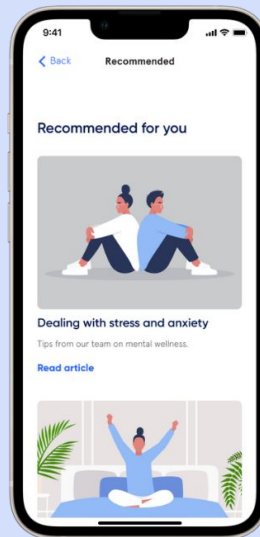 9:41
Back Recommended
Recommended for you
Dealing with stress and anxiety
Tips from our team on mental wellness.
Read article